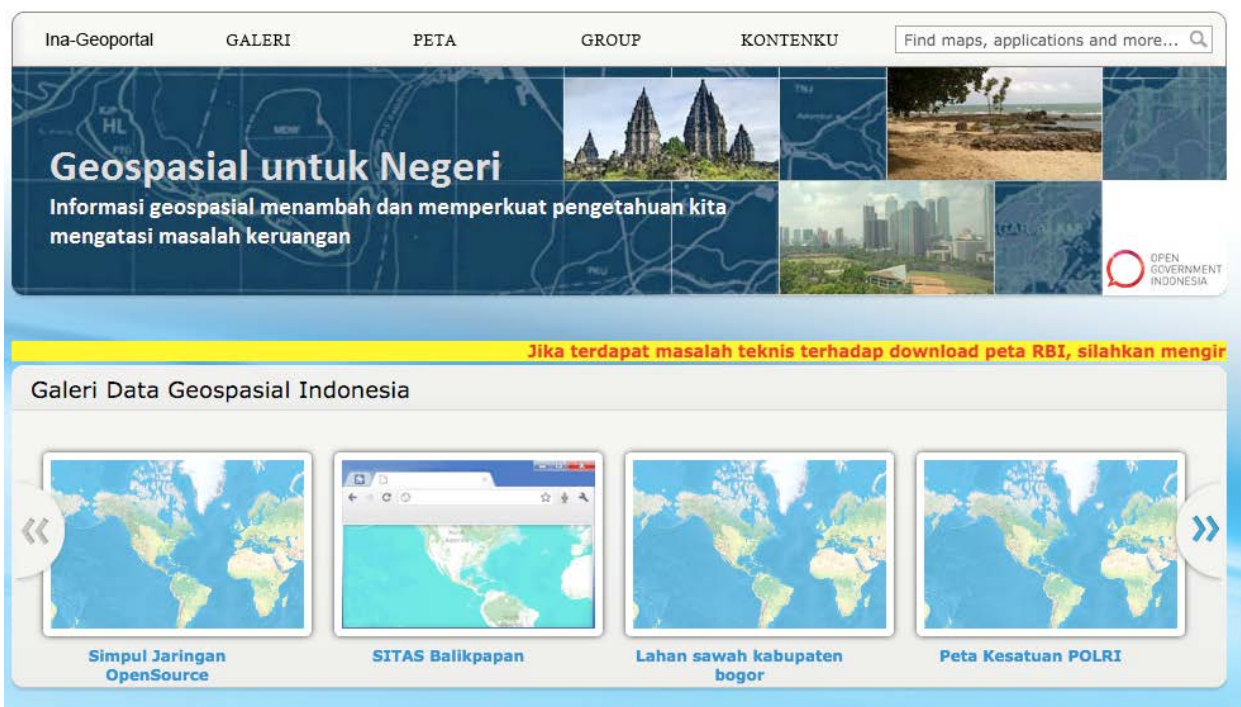 Ina-Geoportal
GALERI
PETA
GROUP
KONTENKU
Find maps, applications and more...
Geospasial untuk Negeri
Informasi geospasial menambah dan memperkuat pengetahuan kita
mengatasi masalah keruangan
HL
OPEN
GOVERNMENT
INDONESIA
Jika terdapat masalah teknis terhadap download peta RBI, silahkan mengir
Galeri Data Geospasial Indonesia
Simpul Jaringan
OpenSource
SITAS Balikpapan
Lahan sawah kabupaten
bogor
Peta Kesatuan POLRI